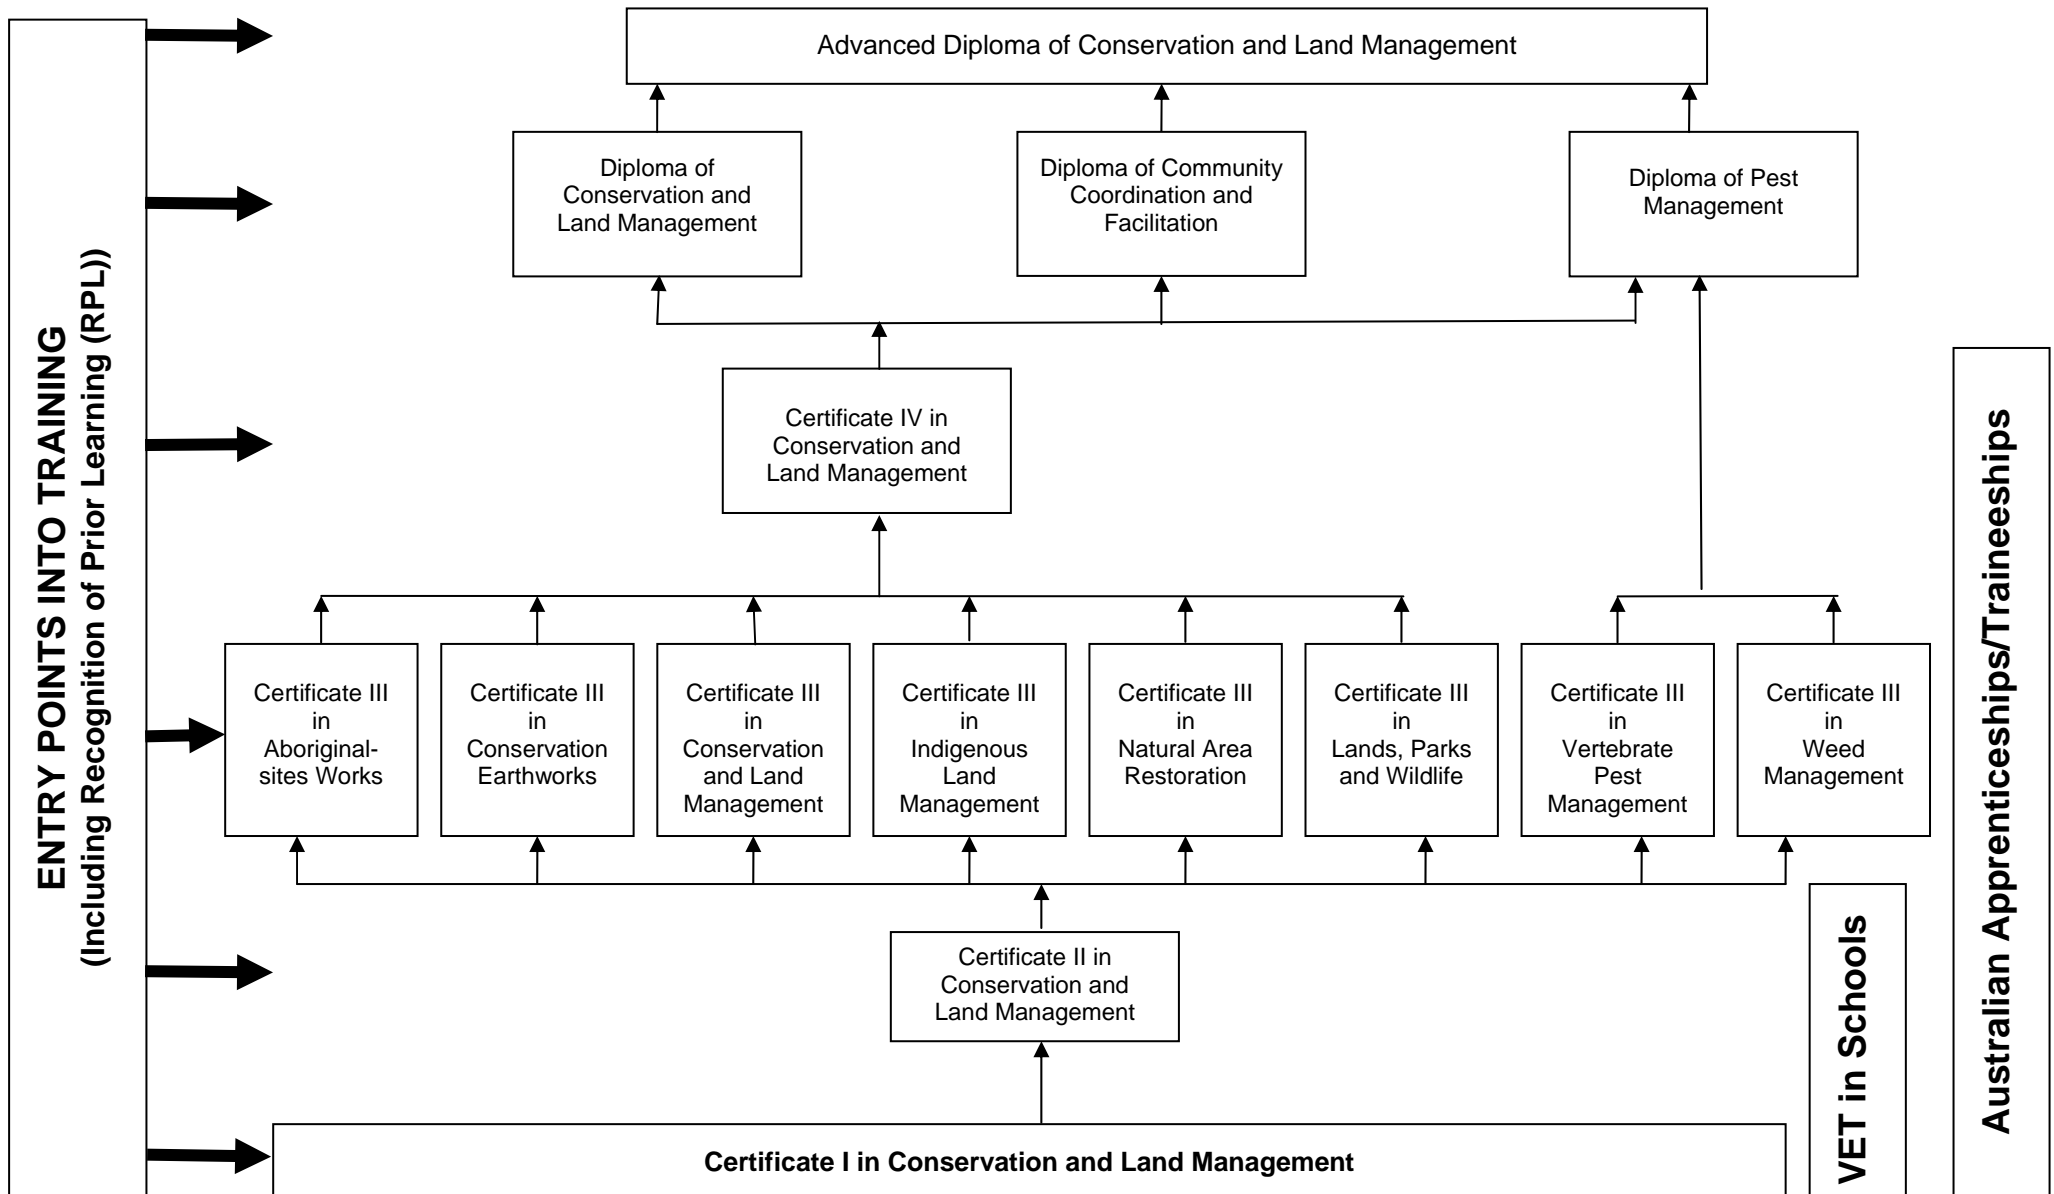 ENTRY POINTS INTO TRAINING
(Including Recognition of Prior Learning (RPL))
Advanced Diploma of Conservation and Land Management
Diploma of
Conservation and
Land Management
Diploma of Community
Coordination and
Facilitation
Diploma of Pest
Management
Certificate IV in
Conservation and
Land Management
Certificate III
in
Aboriginal-
sites Works
Certificate III
in
Conservation
Earthworks
Certificate III
in
Conservation
and Land
Management
Certificate III
in
Indigenous
Land
Management
Certificate III
in
Natural Area
Restoration
Certificate III
in
Lands, Parks
and Wildlife
Certificate III
in
Vertebrate
Pest
Management
Certificate III
in
Weed
Management
Certificate II in
Conservation and
Land Management
Certificate I in Conservation and Land Management
VET in Schools
Australian Apprenticeships/Traineeships